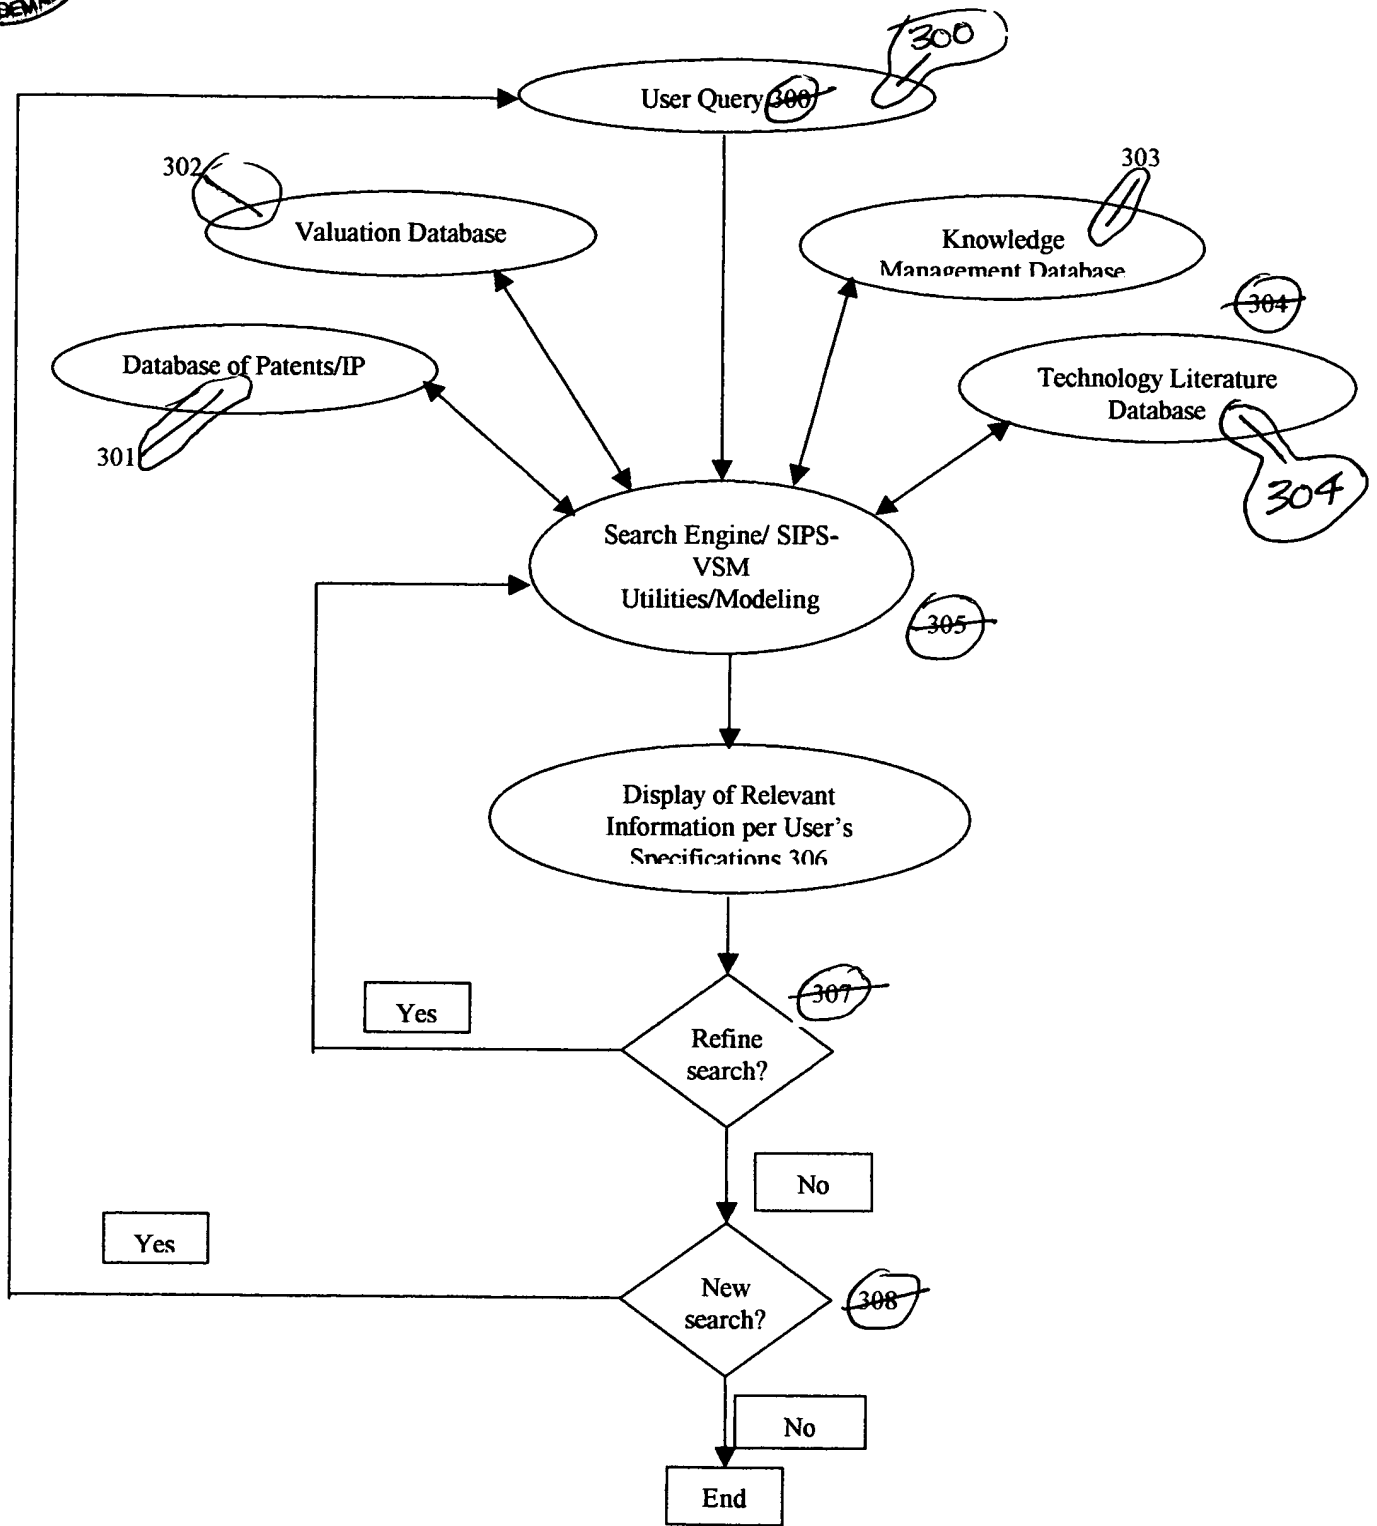 300
User Query 300
302
303
Valuation Database
Knowledge
Management Database
304
Database of Patents/IP
Technology Literature
Database
301
304
Search Engine/ SIPS-
VSM
Utilities/Modeling
305
Display of Relevant
Information per User's
Specifications 306
307
Yes
Refine
search?
No
Yes
New
search?
308
No
End